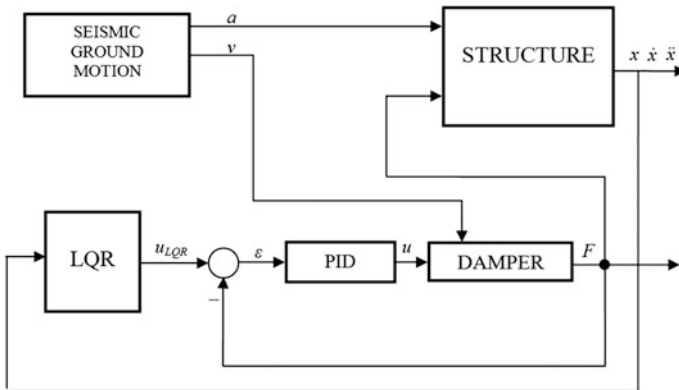 SEISMIC
GROUND
MOTION
a
v
STRUCTURE
x ẋ ẍ
LQR
u_LQR
−
ε
PID
u
DAMPER
F